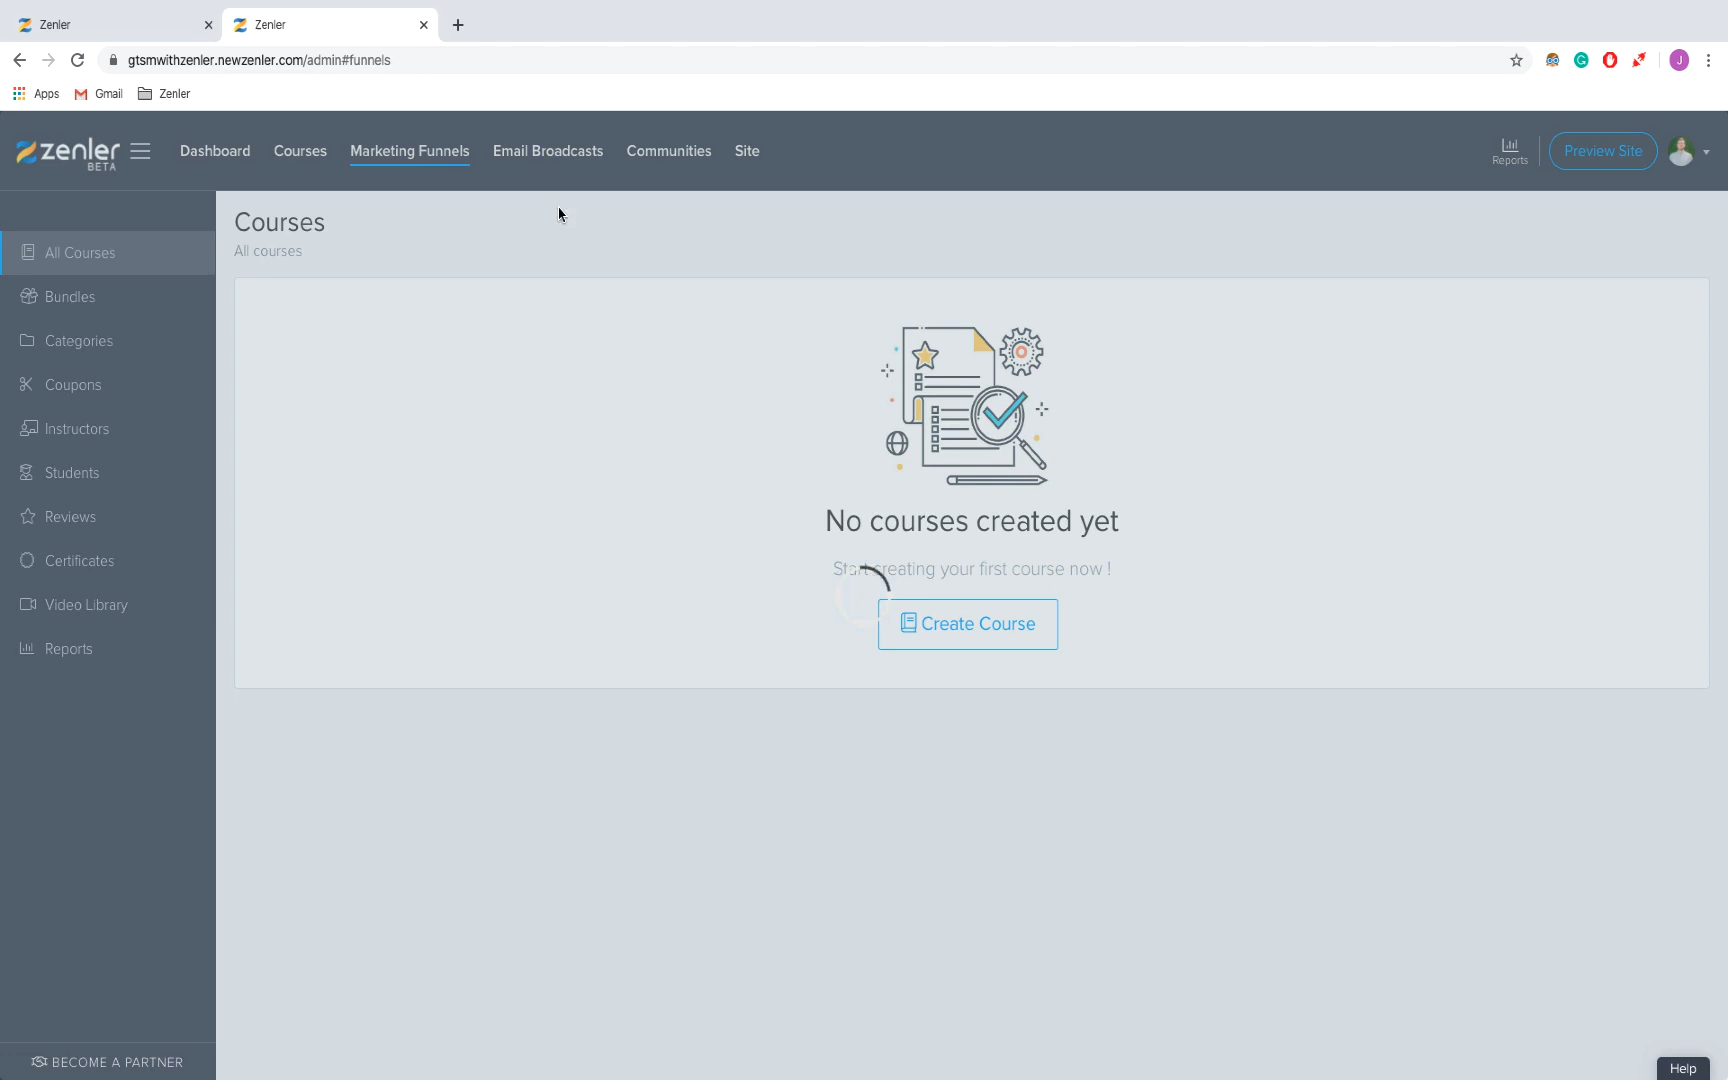 Zenler
Zenler
gtsmwithzenler.newzenler.com/admin#funnels
J
Apps
Gmail
Zenler
zenler
BETA
Dashboard
Courses
Marketing Funnels
Email Broadcasts
Communities
Site
Reports
Preview Site
All Courses
Bundles
Categories
Coupons
Instructors
Students
Reviews
Certificates
Video Library
Reports
BECOME A PARTNER
Courses
All courses
No courses created yet
Start creating your first course now !
Create Course
Help